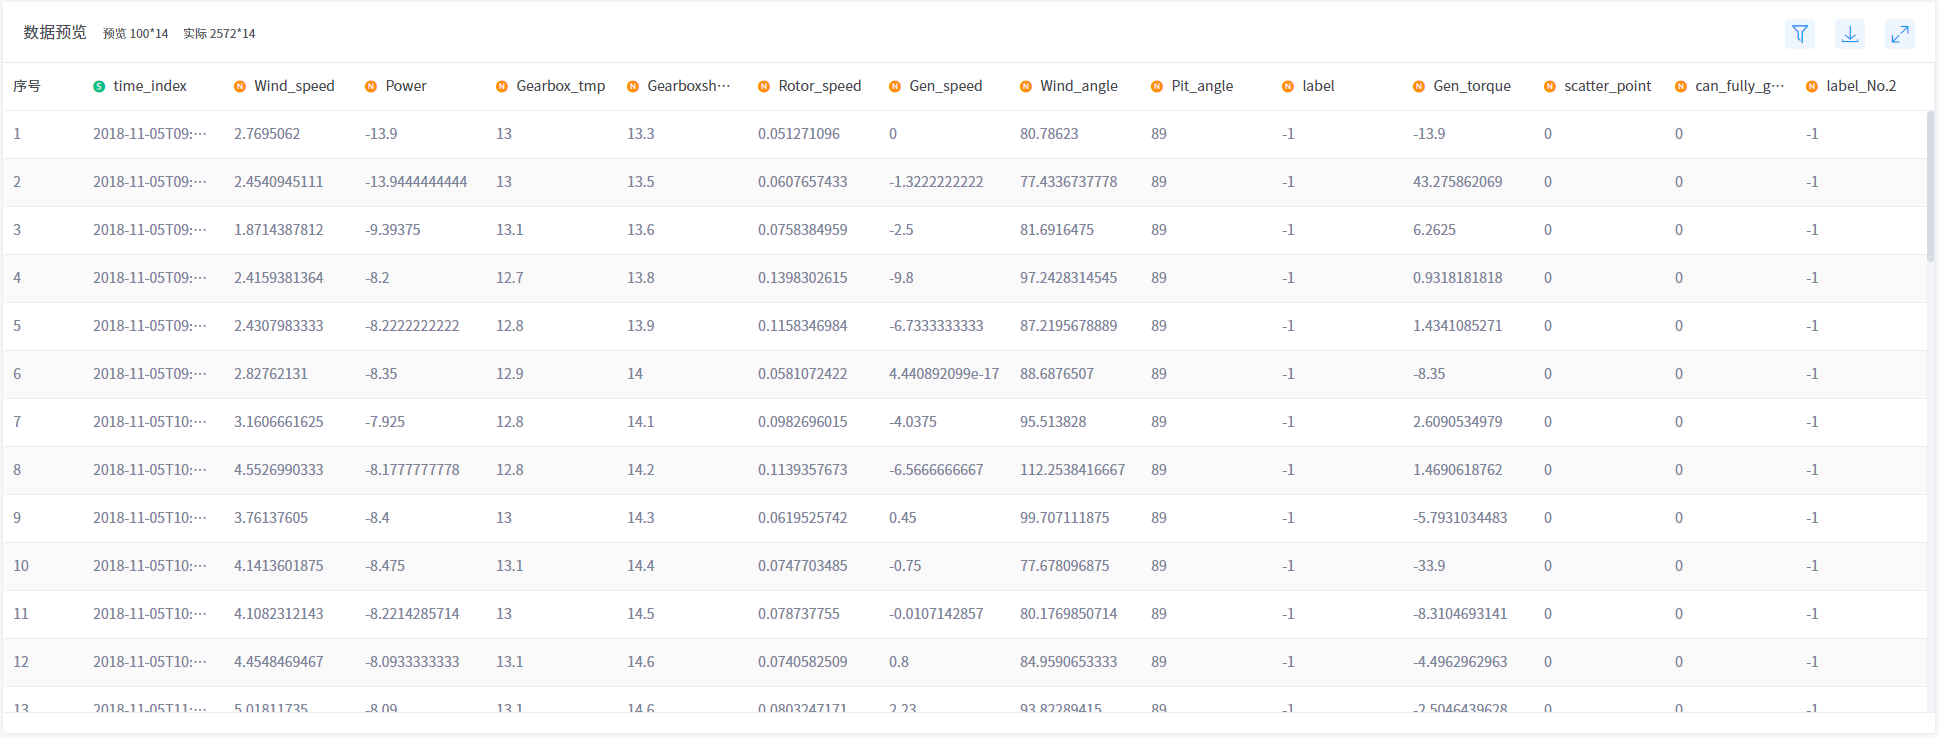 数据预览 预览 100*14 实际 2572*14
序号 S time_index N Wind_speed N Power N Gearbox_tmp N Gearboxsh··· N Rotor_speed N Gen_speed N Wind_angle N Pit_angle N label N Gen_torque N scatter_point N can_fully_g··· N label_No.2
1 2018-11-05T09:··· 2.7695062 -13.9 13 13.3 0.051271096 0 80.78623 89 -1 -13.9 0 0 -1
2 2018-11-05T09:··· 2.4540945111 -13.9444444444 13 13.5 0.0607657433 -1.3222222222 77.4336737778 89 -1 43.275862069 0 0 -1
3 2018-11-05T09:··· 1.8714387812 -9.39375 13.1 13.6 0.0758384959 -2.5 81.6916475 89 -1 6.2625 0 0 -1
4 2018-11-05T09:··· 2.4159381364 -8.2 12.7 13.8 0.1398302615 -9.8 97.2428314545 89 -1 0.9318181818 0 0 -1
5 2018-11-05T09:··· 2.4307983333 -8.2222222222 12.8 13.9 0.1158346984 -6.7333333333 87.2195678889 89 -1 1.4341085271 0 0 -1
6 2018-11-05T09:··· 2.82762131 -8.35 12.9 14 0.0581072422 4.440892099e-17 88.6876507 89 -1 -8.35 0 0 -1
7 2018-11-05T10:··· 3.1606661625 -7.925 12.8 14.1 0.0982696015 -4.0375 95.513828 89 -1 2.6090534979 0 0 -1
8 2018-11-05T10:··· 4.5526990333 -8.1777777778 12.8 14.2 0.1139357673 -6.5666666667 112.2538416667 89 -1 1.4690618762 0 0 -1
9 2018-11-05T10:··· 3.76137605 -8.4 13 14.3 0.0619525742 0.45 99.707111875 89 -1 -5.7931034483 0 0 -1
10 2018-11-05T10:··· 4.1413601875 -8.475 13.1 14.4 0.0747703485 -0.75 77.678096875 89 -1 -33.9 0 0 -1
11 2018-11-05T10:··· 4.1082312143 -8.2214285714 13 14.5 0.078737755 -0.0107142857 80.1769850714 89 -1 -8.3104693141 0 0 -1
12 2018-11-05T10:··· 4.4548469467 -8.0933333333 13.1 14.6 0.0740582509 0.8 84.9590653333 89 -1 -4.4962962963 0 0 -1
13 2018-11-05T11:··· 5.01811735 -8.09 13.1 14.6 0.0803247171 2.23 93.82289415 89 -1 -2.5046439628 0 0 -1